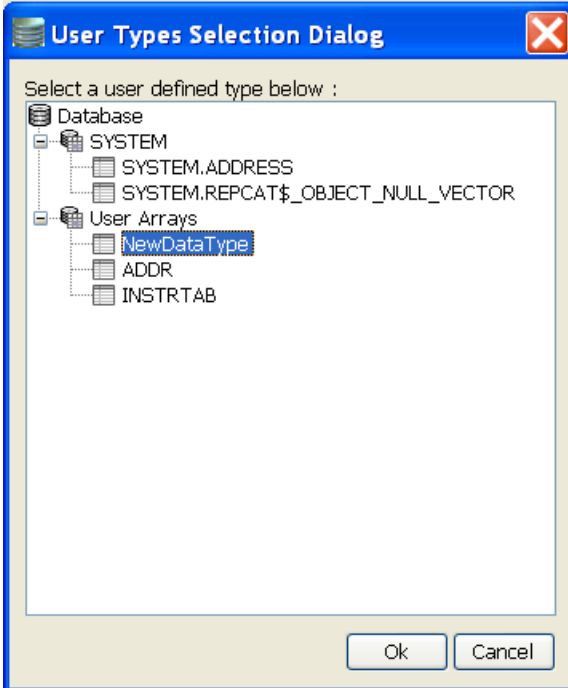 User Types Selection Dialog
Select a user defined type below :
Database
SYSTEM
SYSTEM.ADDRESS
SYSTEM.REPCAT$_OBJECT_NULL_VECTOR
User Arrays
NewDataType
ADDR
INSTRTAB
Ok Cancel